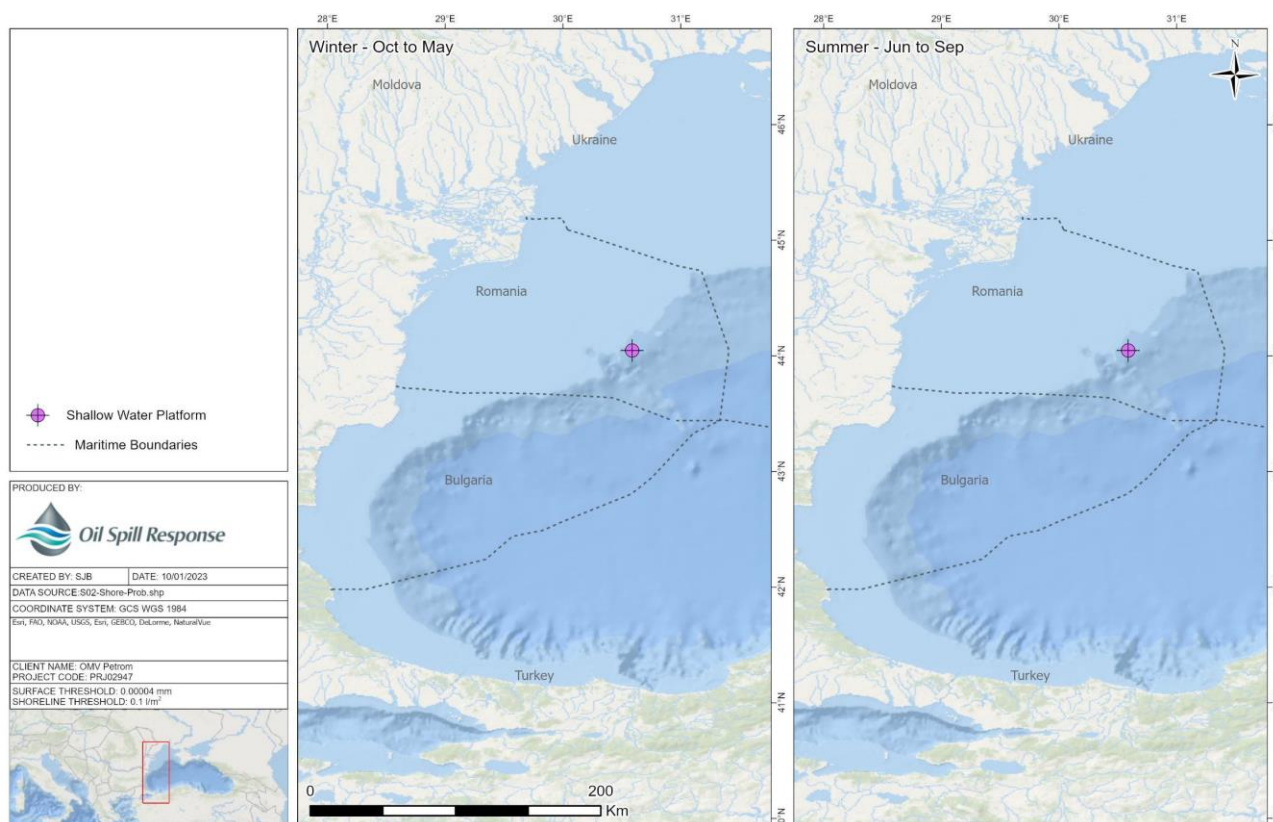 Shallow Water Platform
Maritime Boundaries
PRODUCED BY:
Oil Spill Response
CREATED BY: SJB
DATE: 10/01/2023
DATA SOURCE:S02-Shore-Prob.shp
COORDINATE SYSTEM: GCS WGS 1984
Esri, FAO, NOAA, USGS, Esri, GEBCO, DeLorme, NaturalVue
CLIENT NAME: OMV Petrom
PROJECT CODE: PRJ02947
SURFACE THRESHOLD: 0.00004 mm
SHORELINE THRESHOLD: 0.1 l/m²
28°E 29°E 30°E 31°E
Winter - Oct to May
Moldova
Ukraine
Romania
Bulgaria
Turkey
0 200
Km
46°N
45°N
44°N
43°N
42°N
41°N
28°E 29°E 30°E 31°E
Summer - Jun to Sep
N
Moldova
Ukraine
Romania
Bulgaria
Turkey
46°N
45°N
44°N
43°N
42°N
41°N